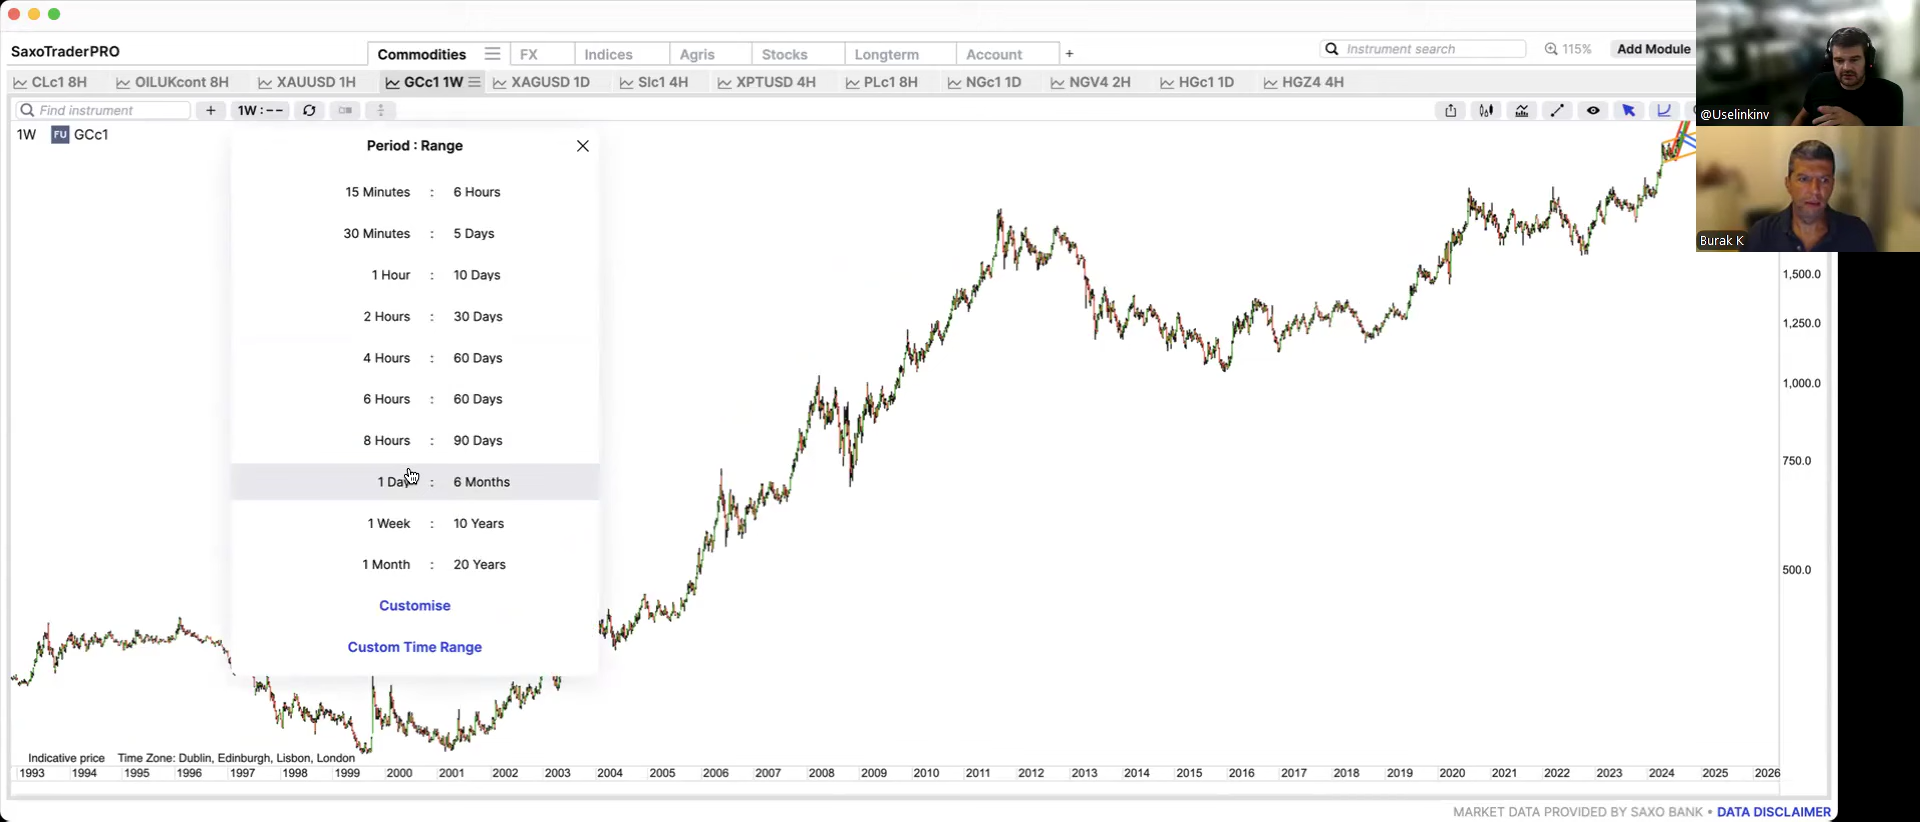 SaxoTraderPRO
Commodities FX Indices Agris Stocks Longterm Account +
Instrument search 115% Add Module
CLc1 8H OILUKcont 8H XAUUSD 1H GCc1 1W XAGUSD 1D SIc1 4H XPTUSD 4H PLc1 8H NGc1 1D NGV4 2H HGc1 1D HGZ4 4H
Find instrument + 1W : --
1W FU GCc1
Period : Range
15 Minutes : 6 Hours
30 Minutes : 5 Days
1 Hour : 10 Days
2 Hours : 30 Days
4 Hours : 60 Days
6 Hours : 60 Days
8 Hours : 90 Days
1 Day : 6 Months
1 Week : 10 Years
1 Month : 20 Years
Customise
Custom Time Range
@Uselinkinv
Burak K
1,500.0
1,250.0
1,000.0
750.0
500.0
Indicative price Time Zone: Dublin, Edinburgh, Lisbon, London
1993 1994 1995 1996 1997 1998 1999 2000 2001 2002 2003 2004 2005 2006 2007 2008 2009 2010 2011 2012 2013 2014 2015 2016 2017 2018 2019 2020 2021 2022 2023 2024 2025 2026
MARKET DATA PROVIDED BY SAXO BANK • DATA DISCLAIMER